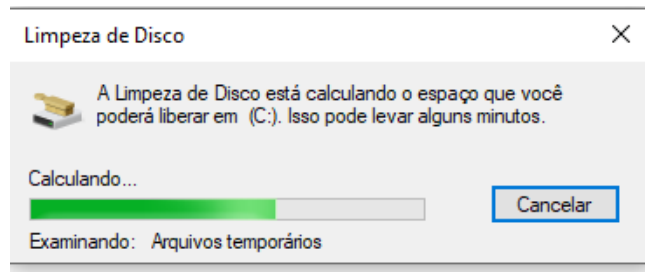 Limpeza de Disco
A Limpeza de Disco está calculando o espaço que você
poderá liberar em  (C:). Isso pode levar alguns minutos.
Calculando...
Cancelar
Examinando:   Arquivos temporários